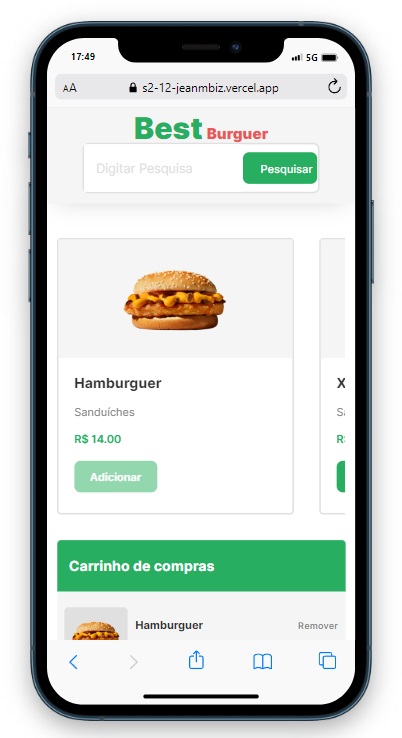 17:49
5G
AA
s2-12-jeanmbiz.vercel.app
Best Burguer
Digitar Pesquisa
Pesquisar
Hamburguer
X
Sanduíches
Sa
R$ 14.00
R$
Adicionar
Carrinho de compras
Hamburguer
Remover